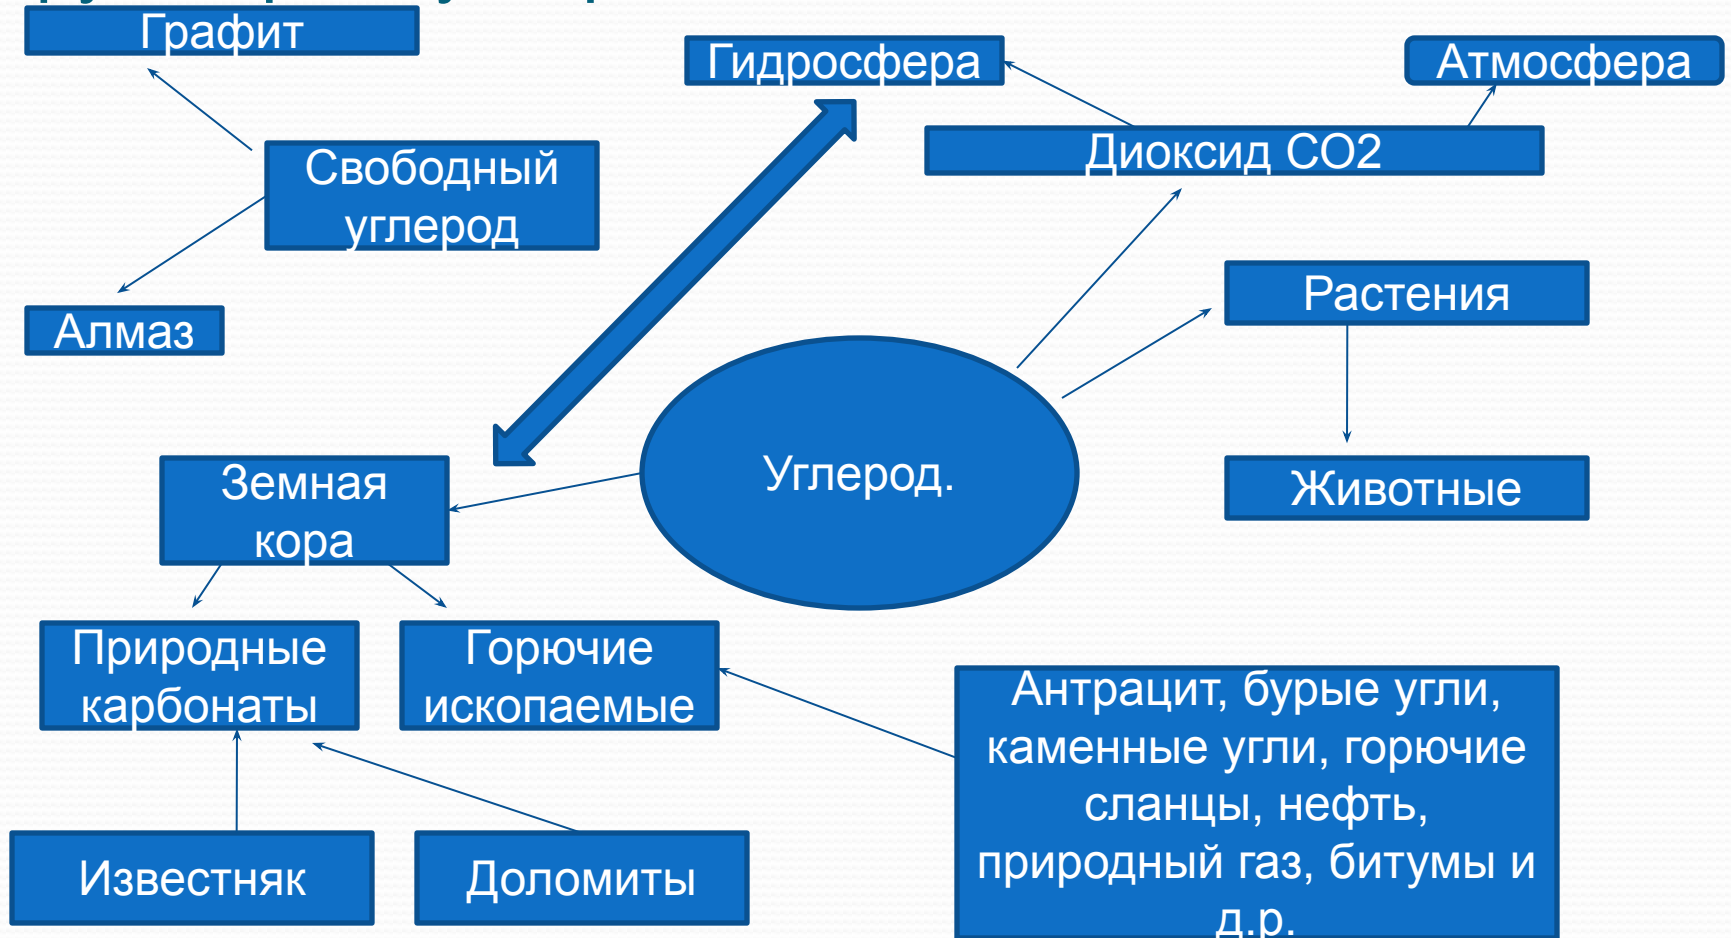 Графит
Гидросфера
Атмосфера
Диоксид СО2
Свободный
углерод
Растения
Алмаз
Углерод.
Земная
кора
Животные
Природные
карбонаты
Горючие
ископаемые
Антрацит, бурые угли,
каменные угли, горючие
сланцы, нефть,
природный газ, битумы и
д.р.
Известняк
Доломиты